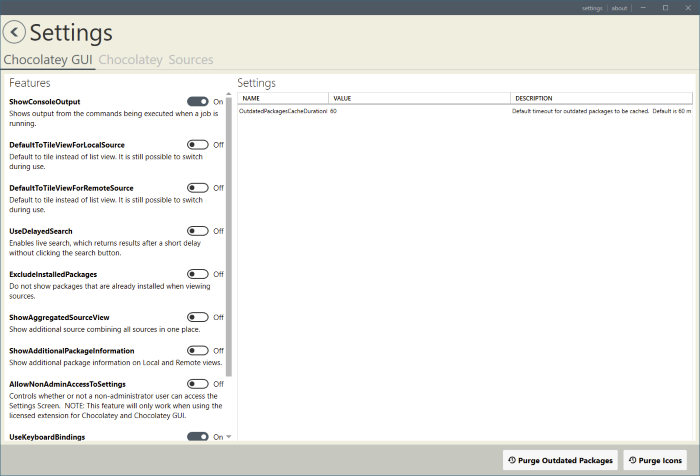 settings | about
Settings
Chocolatey GUI Chocolatey Sources
Features
ShowConsoleOutput On
Shows output from the commands being executed when a job is
running.
DefaultToTileViewForLocalSource Off
Default to tile instead of list view. It is still possible to switch
during use.
DefaultToTileViewForRemoteSource Off
Default to tile instead of list view. It is still possible to switch
during use.
UseDelayedSearch Off
Enables live search, which returns results after a short delay
without clicking the search button.
ExcludeInstalledPackages Off
Do not show packages that are already installed when viewing
sources.
ShowAggregatedSourceView Off
Show additional source combining all sources in one place.
ShowAdditionalPackageInformation Off
Show additional package information on Local and Remote views.
AllowNonAdminAccessToSettings Off
Controls whether or not a non-administrator user can access the
Settings Screen. NOTE: This feature will only work when using the
licensed extension for Chocolatey and Chocolatey GUI.
UseKeyboardBindings On
Settings
NAME VALUE DESCRIPTION
OutdatedPackagesCacheDurationI 60 Default timeout for outdated packages to be cached. Default is 60 m
Purge Outdated Packages Purge Icons